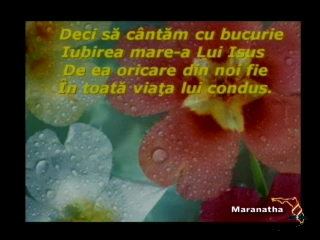 Deci să cântăm cu bucurie
Iubirea mare-a Lui Isus
De ea oricare din noi fie
În toată viaţa lui condus.
Maranatha